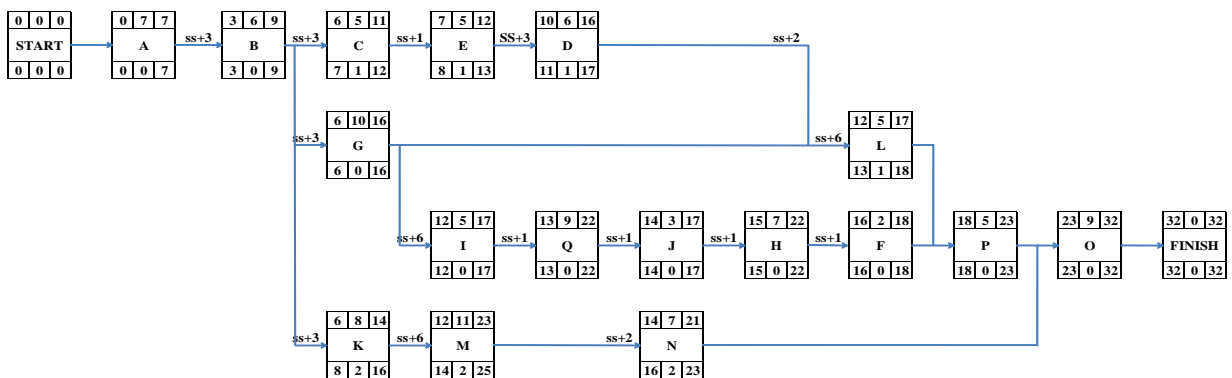 0 0 0
START
0 0 0
0 7 7
A
0 0 7
ss+3
3 6 9
B
3 0 9
ss+3
6 5 11
C
7 1 12
ss+1
7 5 12
E
8 1 13
SS+3
10 6 16
D
11 1 17
ss+2
ss+3
6 10 16
G
6 0 16
ss+6
12 5 17
L
13 1 18
ss+6
12 5 17
I
12 0 17
ss+1
13 9 22
Q
13 0 22
ss+1
14 3 17
J
14 0 17
ss+1
15 7 22
H
15 0 22
ss+1
16 2 18
F
16 0 18
18 5 23
P
18 0 23
23 9 32
O
23 0 32
32 0 32
FINISH
32 0 32
ss+3
6 8 14
K
8 2 16
ss+6
12 11 23
M
14 2 25
ss+2
14 7 21
N
16 2 23